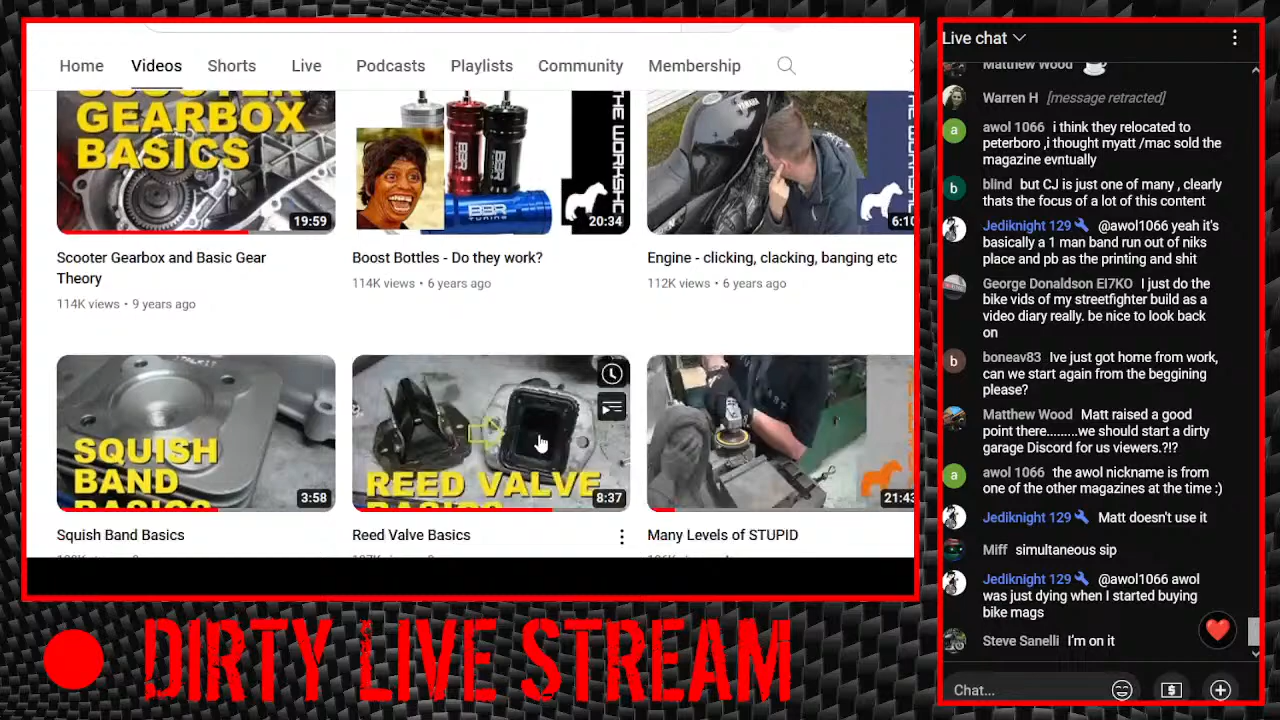 Home Videos Shorts Live Podcasts Playlists Community Membership
SCOOTER
GEARBOX
BASICS
19:59
BBR
TUNING
THE WORKSHOP
20:34
YAMAHA
6:10
Scooter Gearbox and Basic Gear
Theory
114K views • 9 years ago
Boost Bottles - Do they work?
114K views • 6 years ago
Engine - clicking, clacking, banging etc
112K views • 6 years ago
SQUISH
BAND
BASICS
3:58
REED VALVE
BASICS
8:37
21:43
Squish Band Basics
Reed Valve Basics
Many Levels of STUPID
DIRTY LIVE STREAM
Live chat
Matthew Wood
Warren H [message retracted]
awol 1066 i think they relocated to
peterboro ,i thought myatt /mac sold the
magazine evntually
blind but CJ is just one of many , clearly
thats the focus of a lot of this content
Jediknight 129 @awol1066 yeah it's
basically a 1 man band run out of niks
place and pb as the printing and shit
George Donaldson EI7KO I just do the
bike vids of my streetfighter build as a
video diary really. be nice to look back
on
boneav83 Ive just got home from work,
can we start again from the beggining
please?
Matthew Wood Matt raised a good
point there.........we should start a dirty
garage Discord for us viewers.?!?
awol 1066 the awol nickname is from
one of the other magazines at the time :)
Jediknight 129 Matt doesn't use it
Miff simultaneous sip
Jediknight 129 @awol1066 awol
was just dying when I started buying
bike mags
Steve Sanelli I'm on it
Chat...